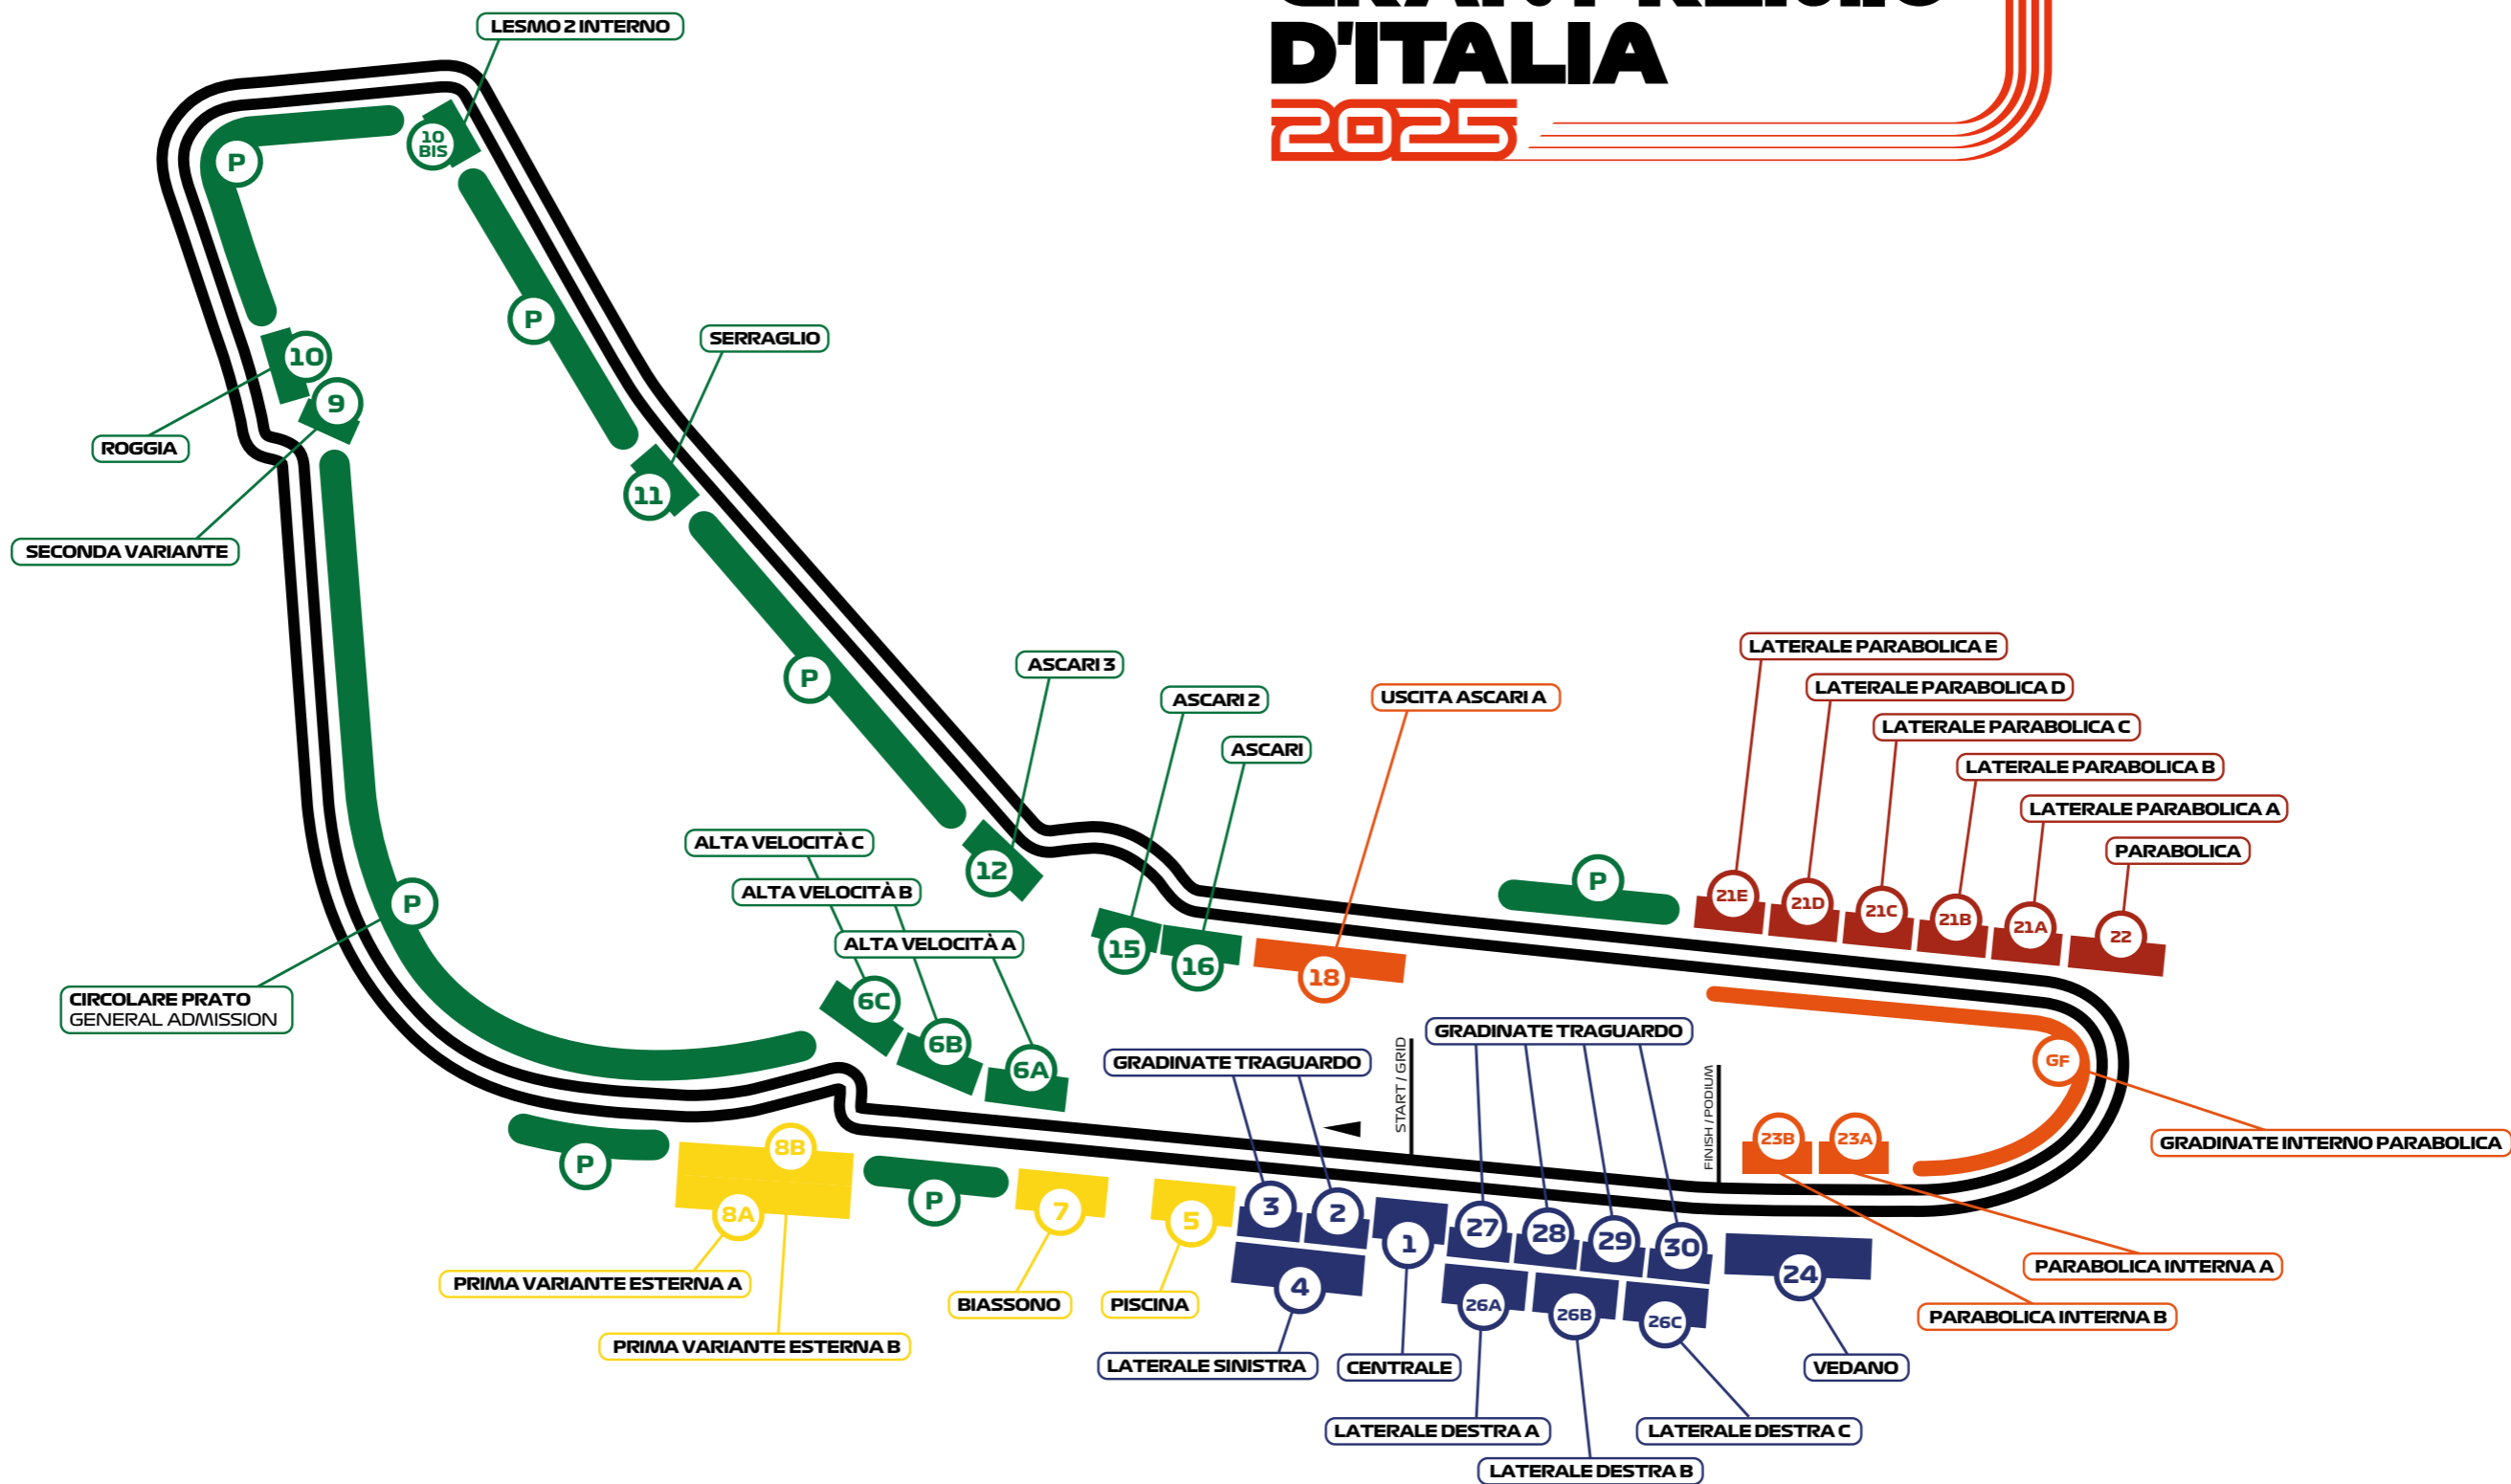 D'ITALIA
2025
LESMO 2 INTERNO
10
BIS
P
P
SERRAGLIO
10
9
ROGGIA
11
SECONDA VARIANTE
P
ASCARI 3
ASCARI 2
USCITA ASCARI A
ASCARI
LATERALE PARABOLICA E
LATERALE PARABOLICA D
LATERALE PARABOLICA C
LATERALE PARABOLICA B
LATERALE PARABOLICA A
PARABOLICA
ALTA VELOCITÀ C
ALTA VELOCITÀ B
ALTA VELOCITÀ A
12
P
21E
21D
21C
21B
21A
22
P
15
16
18
CIRCOLARE PRATO
GENERAL ADMISSION
6C
6B
6A
GRADINATE TRAGUARDO
GRADINATE TRAGUARDO
START / GRID
FINISH / PODIUM
GF
23B
23A
GRADINATE INTERNO PARABOLICA
P
8B
8A
P
7
5
3
2
1
27
28
29
30
24
4
26A
26B
26C
PRIMA VARIANTE ESTERNA A
BIASSONO
PISCINA
PARABOLICA INTERNA A
PARABOLICA INTERNA B
PRIMA VARIANTE ESTERNA B
LATERALE SINISTRA
CENTRALE
VEDANO
LATERALE DESTRA A
LATERALE DESTRA C
LATERALE DESTRA B